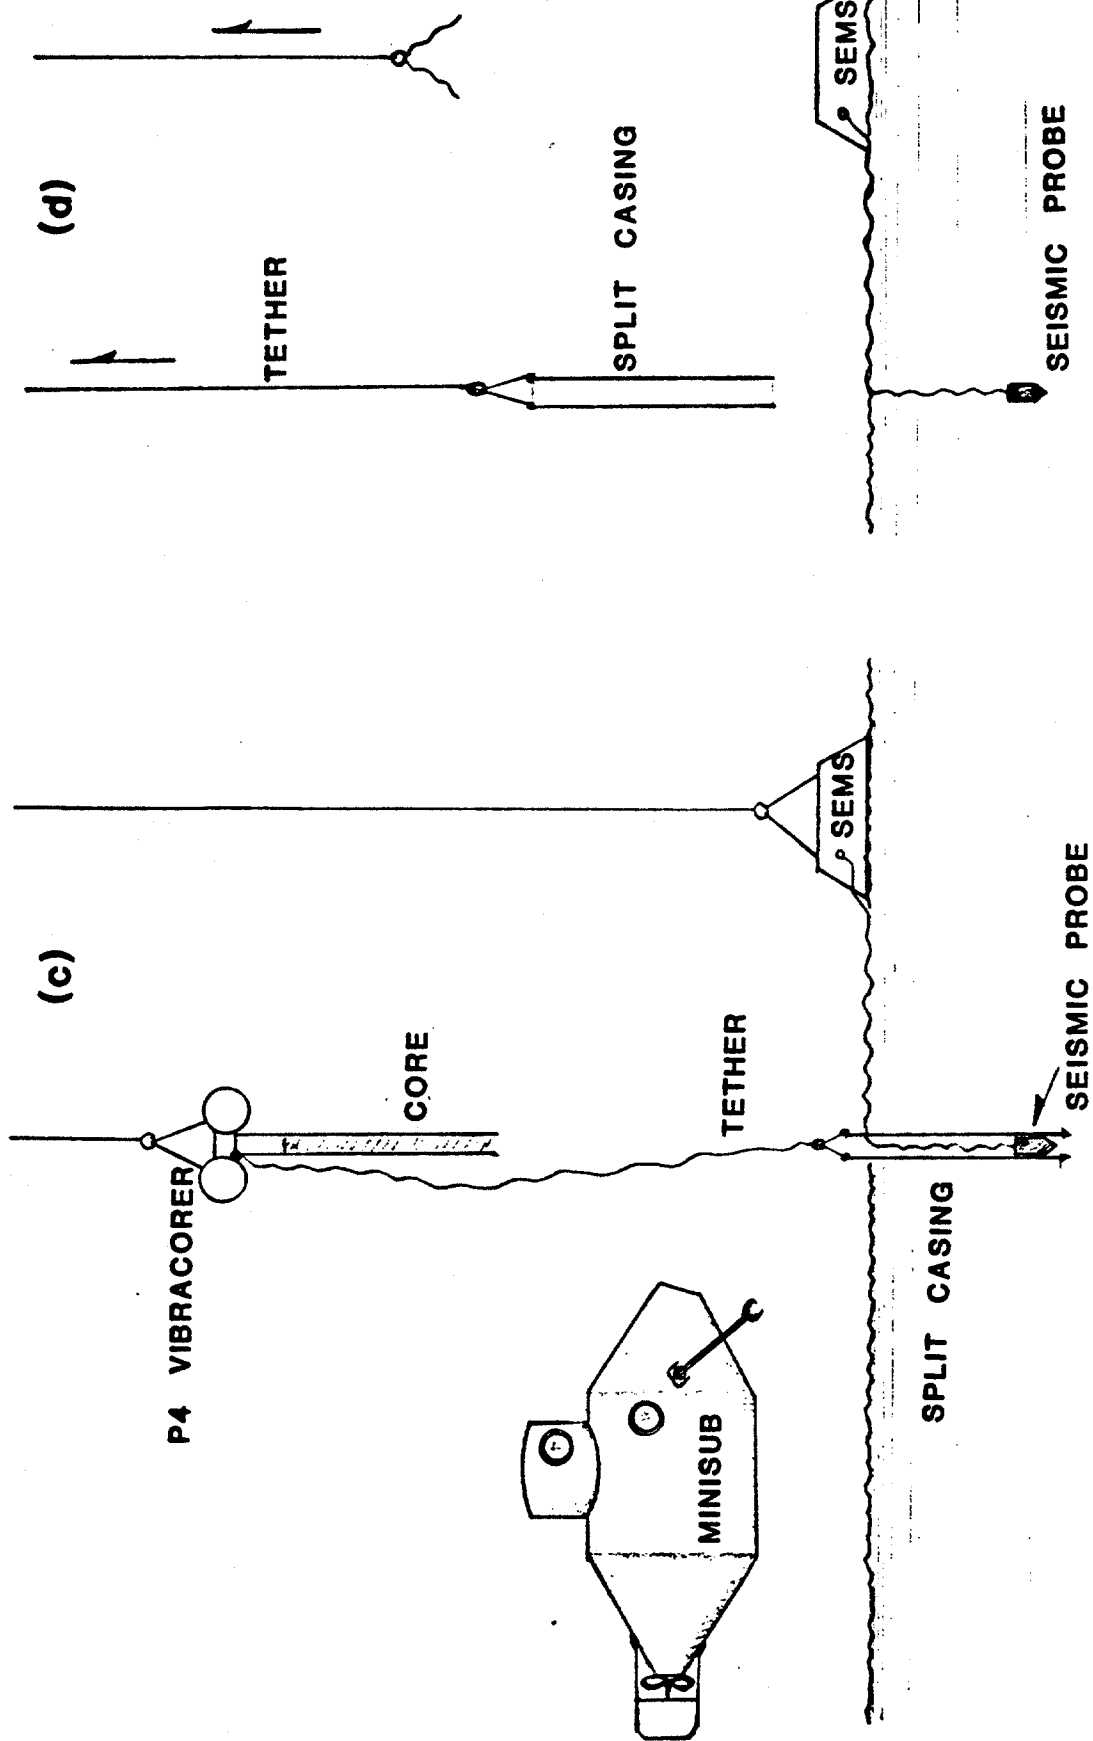 (c)
P4 VIBRACORER
CORE
MINISUB
TETHER
SEMS
SPLIT CASING
SEISMIC PROBE
(d)
TETHER
SPLIT CASING
SEMS
SEISMIC PROBE